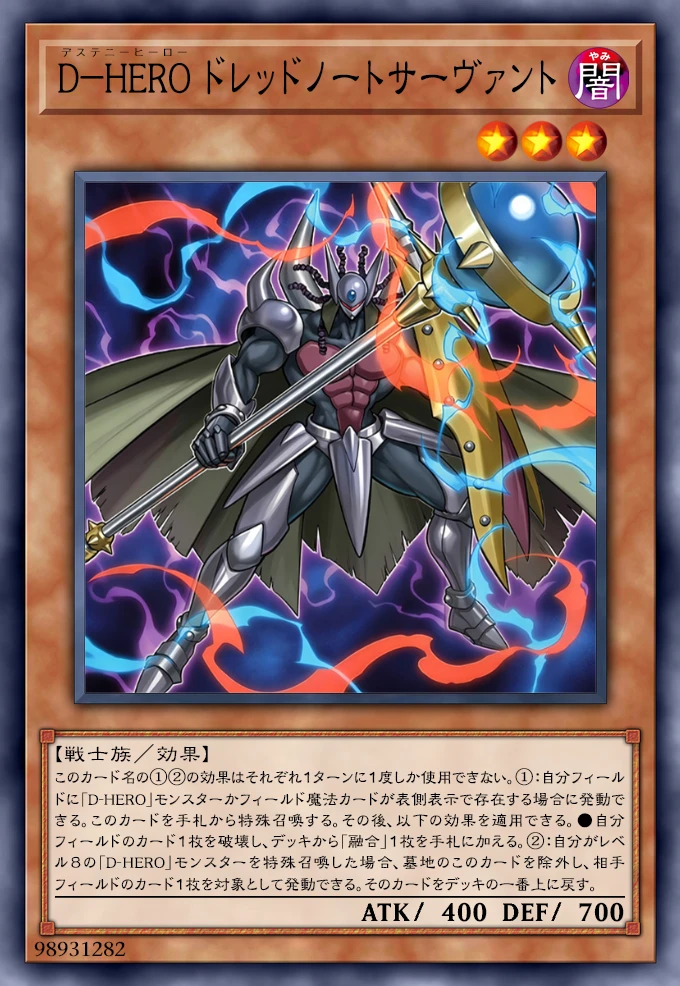 デステニーヒーロー
D-HERO ドレッドノートサーヴァント
やみ
闇
【戦士族／効果】
このカード名の①②の効果はそれぞれ1ターンに1度しか使用できない。①：自分フィール
ドに「D-HERO」モンスターかフィールド魔法カードが表側表示で存在する場合に発動で
きる。このカードを手札から特殊召喚する。その後、以下の効果を適用できる。●自分
フィールドのカード1枚を破壊し、デッキから「融合」1枚を手札に加える。②：自分がレベ
ル8の「D-HERO」モンスターを特殊召喚した場合、墓地のこのカードを除外し、相手
フィールドのカード1枚を対象として発動できる。そのカードをデッキの一番上に戻す。
ATK/ 400 DEF/ 700
98931282